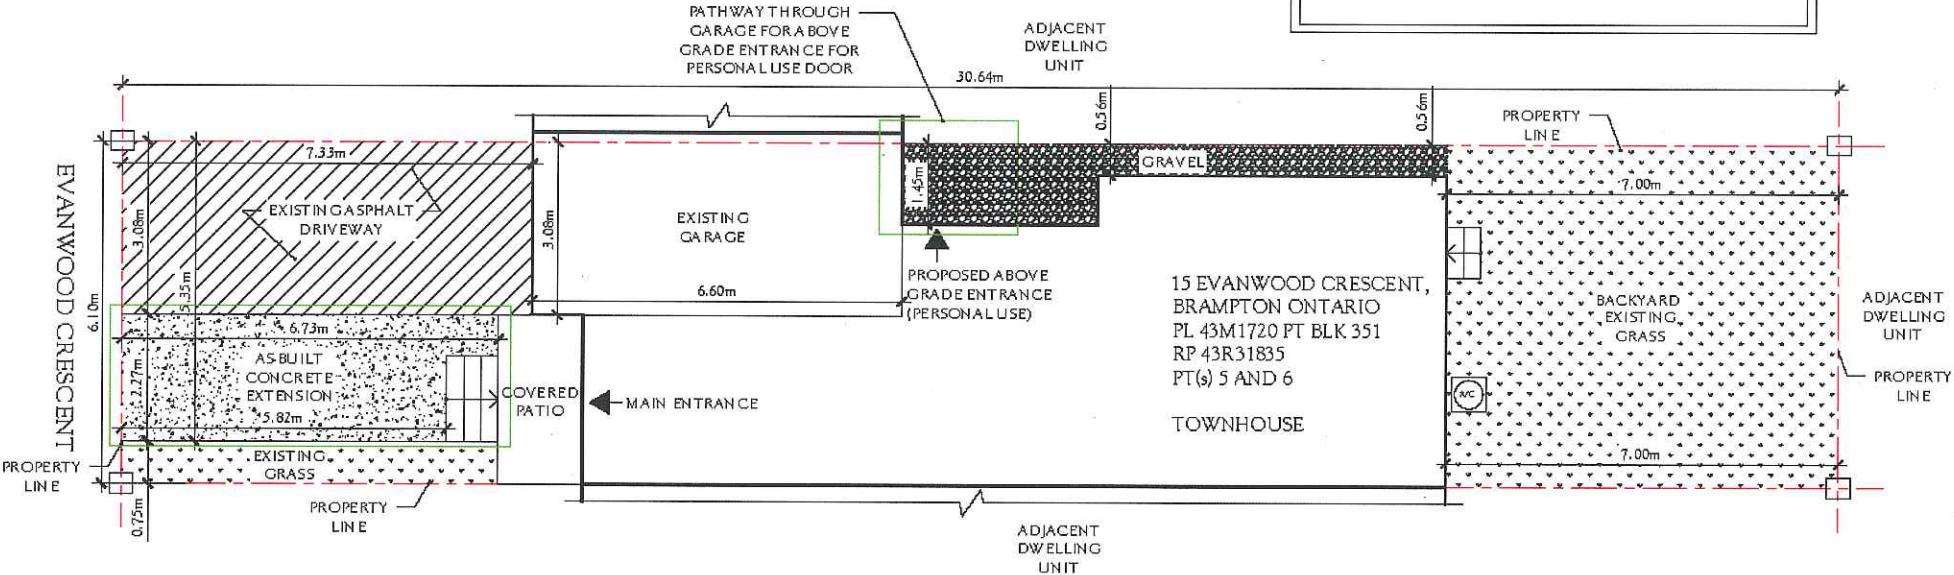 PATHWAY THROUGH
GARAGE FOR ABOVE
GRADE ENTRANCE FOR
PERSONAL USE DOOR
ADJACENT
DWELLING
UNIT
30.64m
0.56m
0.56m
PROPERTY
LINE
7.33m
GRAVEL
1.45m
7.00m
EXISTING ASPHALT
DRIVEWAY
3.08m
3.08m
EXISTING
GARAGE
EVANWOOD CRESCENT
6.10m
5.35m
6.60m
PROPOSED ABOVE
GRADE ENTRANCE
(PERSONAL USE)
15 EVANWOOD CRESCENT,
BRAMPTON ONTARIO
PL 43M1720 PT BLK 351
RP 43R31835
PT(s) 5 AND 6
TOWNHOUSE
BACKYARD
EXISTING
GRASS
ADJACENT
DWELLING
UNIT
6.73m
AS-BUILT
CONCRETE
EXTENSION
2.27m
5.82m
COVERED
PATIO
MAIN ENTRANCE
A/C
PROPERTY
LINE
EXISTING
GRASS
7.00m
PROPERTY
LINE
PROPERTY
LINE
0.75m
ADJACENT
DWELLING
UNIT